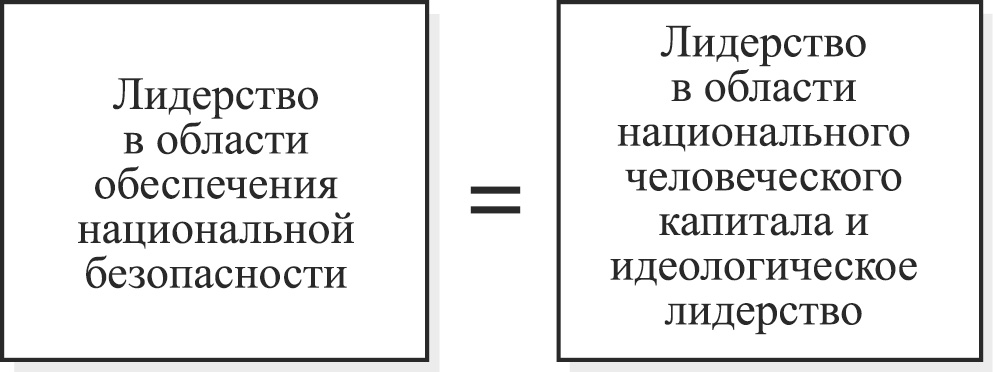 Лидерство
в области
обеспечения
национальной
безопасности
=
Лидерство
в области
национального
человеческого
капитала и
идеологическое
лидерство